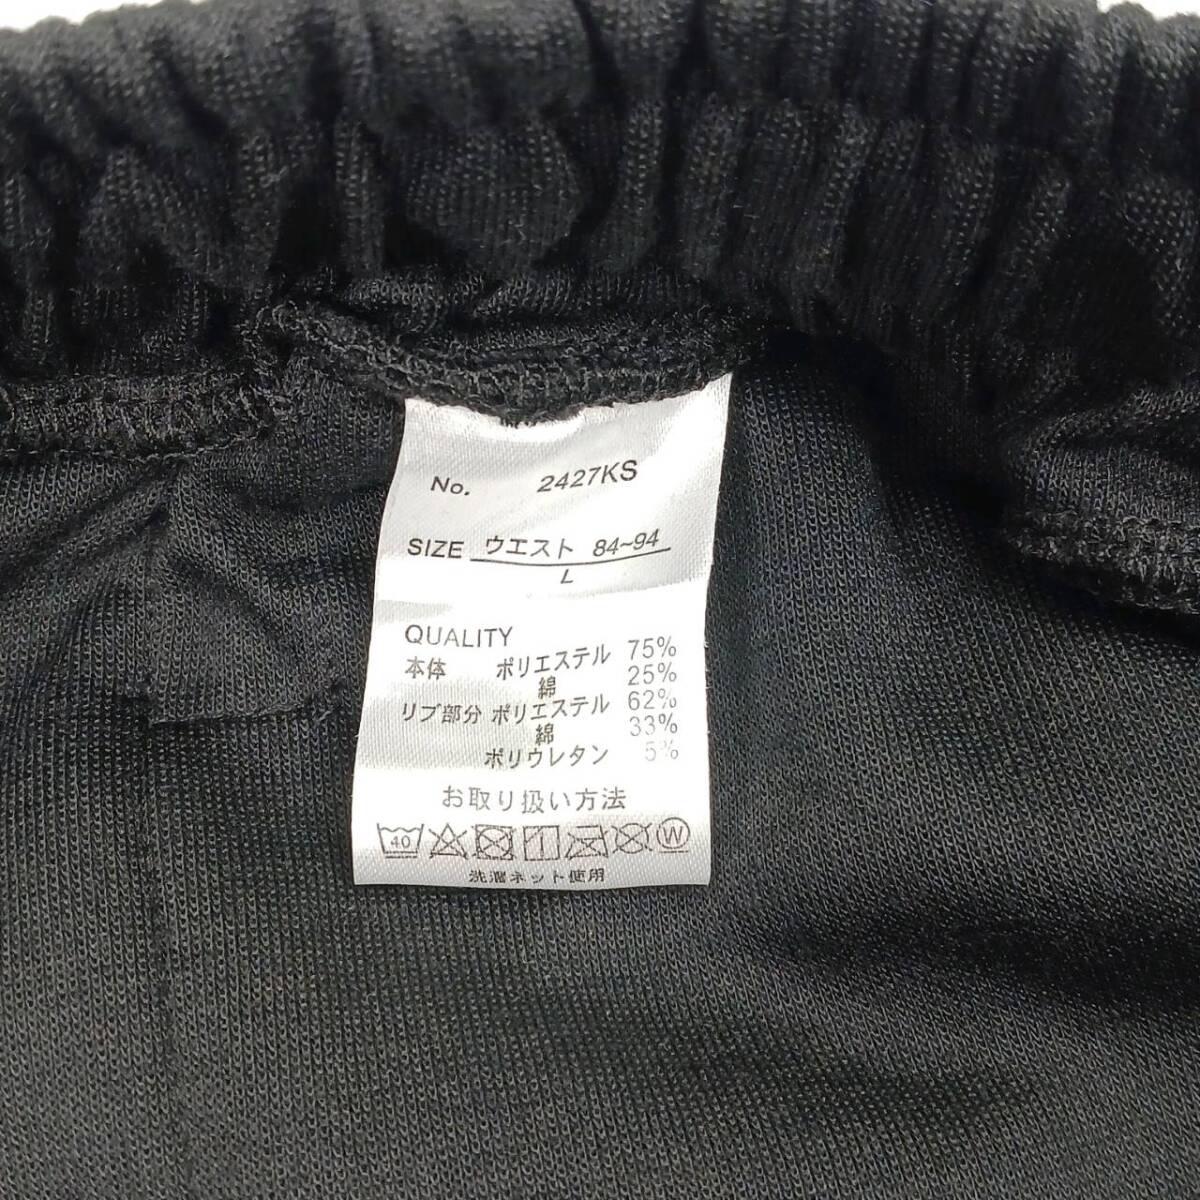 No. 2427KS
SIZE ウエスト 84~94
L
QUALITY
本体 ポリエステル 75%
綿 25%
リブ部分 ポリエステル 62%
綿 33%
ポリウレタン 5%
お取り扱い方法
40 W
洗濯ネット使用